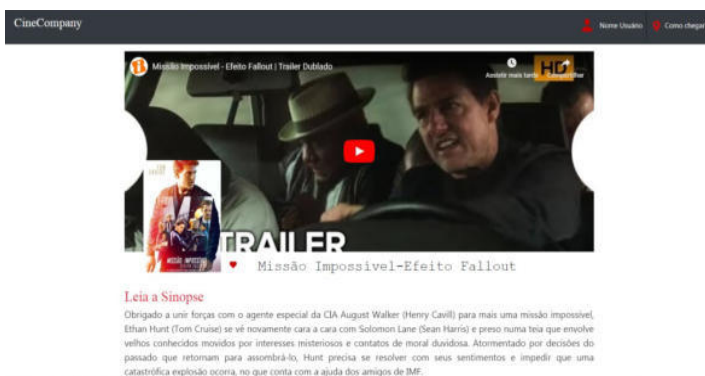 CineCompany
Nome Usuário
Como chegar
Missão Impossível - Efeito Fallout | Trailer Dublado
Assistir mais tarde
Compartilhar
HD
TRAILER
MISSÃO IMPOSSÍVEL
Missão Impossível-Efeito Fallout
Leia a Sinopse
Obrigado a unir forças com o agente especial da CIA August Walker (Henry Cavill) para mais uma missão impossível,
Ethan Hunt (Tom Cruise) se vê novamente cara a cara com Solomon Lane (Sean Harris) e preso numa teia que envolve
velhos conhecidos movidos por interesses misteriosos e contatos de moral duvidosa. Atormentado por decisões do
passado que retornam para assombrá-lo, Hunt precisa se resolver com seus sentimentos e impedir que uma
catastrófica explosão ocorra, no que conta com a ajuda dos amigos de IMF.